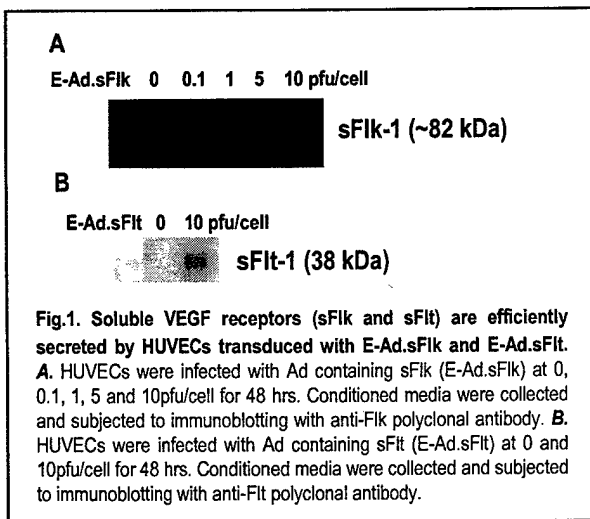 A
E-Ad.sFlk 0 0.1 1 5 10 pfu/cell
sFlk-1 (~82 kDa)
B
E-Ad.sFlt 0 10 pfu/cell
sFlt-1 (38 kDa)
Fig.1. Soluble VEGF receptors (sFlk and sFlt) are efficiently
secreted by HUVECs transduced with E-Ad.sFlk and E-Ad.sFlt.
A. HUVECs were infected with Ad containing sFlk (E-Ad.sFlk) at 0,
0.1, 1, 5 and 10pfu/cell for 48 hrs. Conditioned media were collected
and subjected to immunoblotting with anti-Flk polyclonal antibody. B.
HUVECs were infected with Ad containing sFlt (E-Ad.sFlt) at 0 and
10pfu/cell for 48 hrs. Conditioned media were collected and subjected
to immunoblotting with anti-Flt polyclonal antibody.